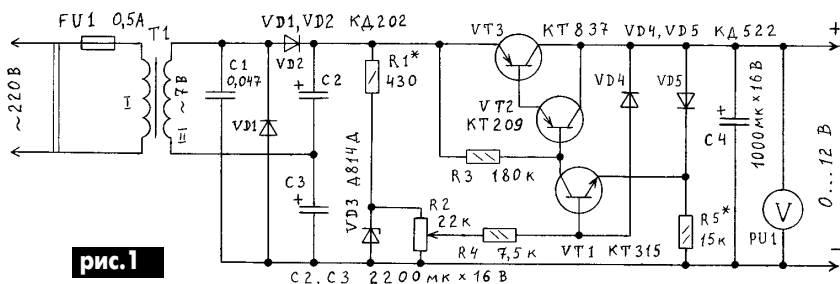 FU1 0,5А
T1
VD1, VD2 КД202
VT3 КТ837
VD4, VD5 КД522
+
~220В
I
II
~7В
C1
0,047
VD2
VD1
+
C2
R1*
430
VT2
КТ209
VD4
VD5
+
C4
1000мк×16В
0...12 В
+
C3
VD3 Д814Д
R3 180к
R2
22к
R4 7,5к
VT1 КТ315
R5*
15к
V
PU1
−
рис.1
C2, C3 2200мк×16В